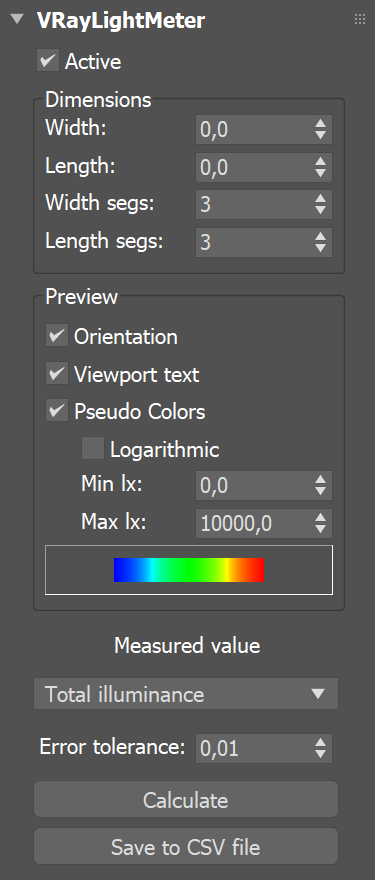 VRayLightMeter
Active
Dimensions
Width: 0,0
Length: 0,0
Width segs: 3
Length segs: 3
Preview
Orientation
Viewport text
Pseudo Colors
Logarithmic
Min lx: 0,0
Max lx: 10000,0
Measured value
Total illuminance
Error tolerance: 0,01
Calculate
Save to CSV file